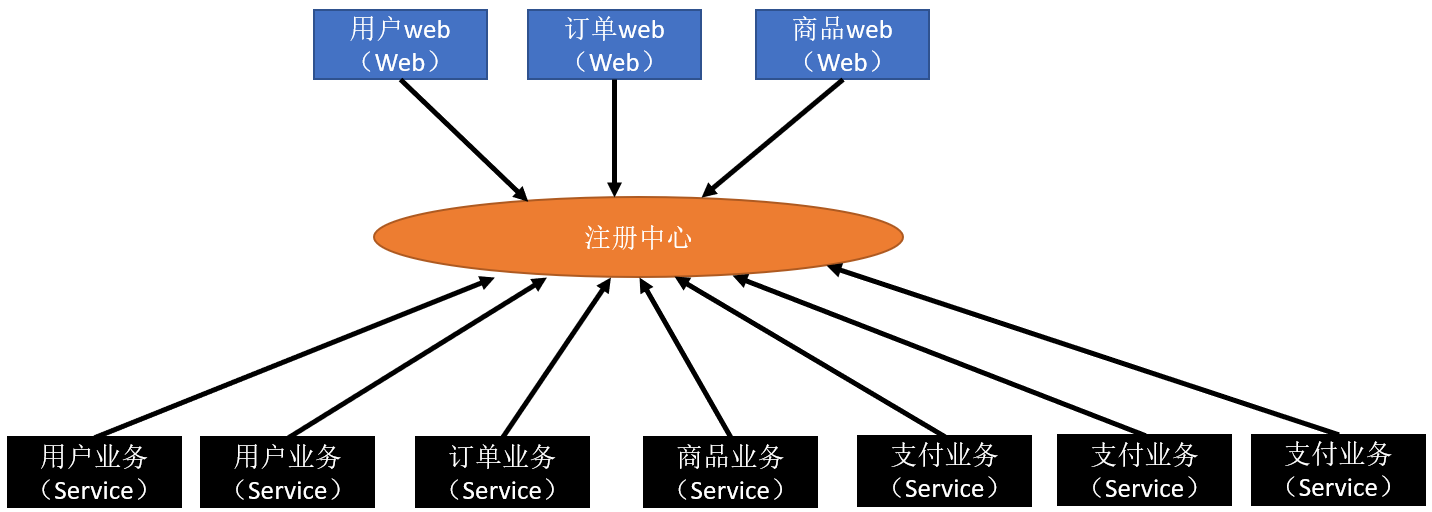 用户web
（Web）
订单web
（Web）
商品web
（Web）
注册中心
用户业务
（Service）
用户业务
（Service）
订单业务
（Service）
商品业务
（Service）
支付业务
（Service）
支付业务
（Service）
支付业务
（Service）